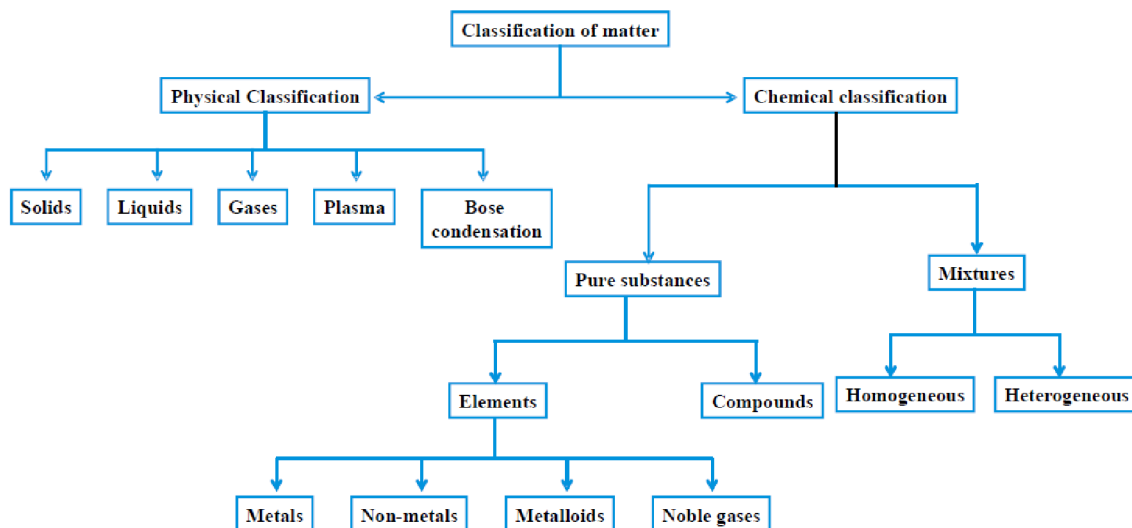 Classification of matter
Physical Classification
Chemical classification
Solids
Liquids
Gases
Plasma
Bose
condensation
Pure substances
Mixtures
Elements
Compounds
Homogeneous
Heterogeneous
Metals
Non-metals
Metalloids
Noble gases